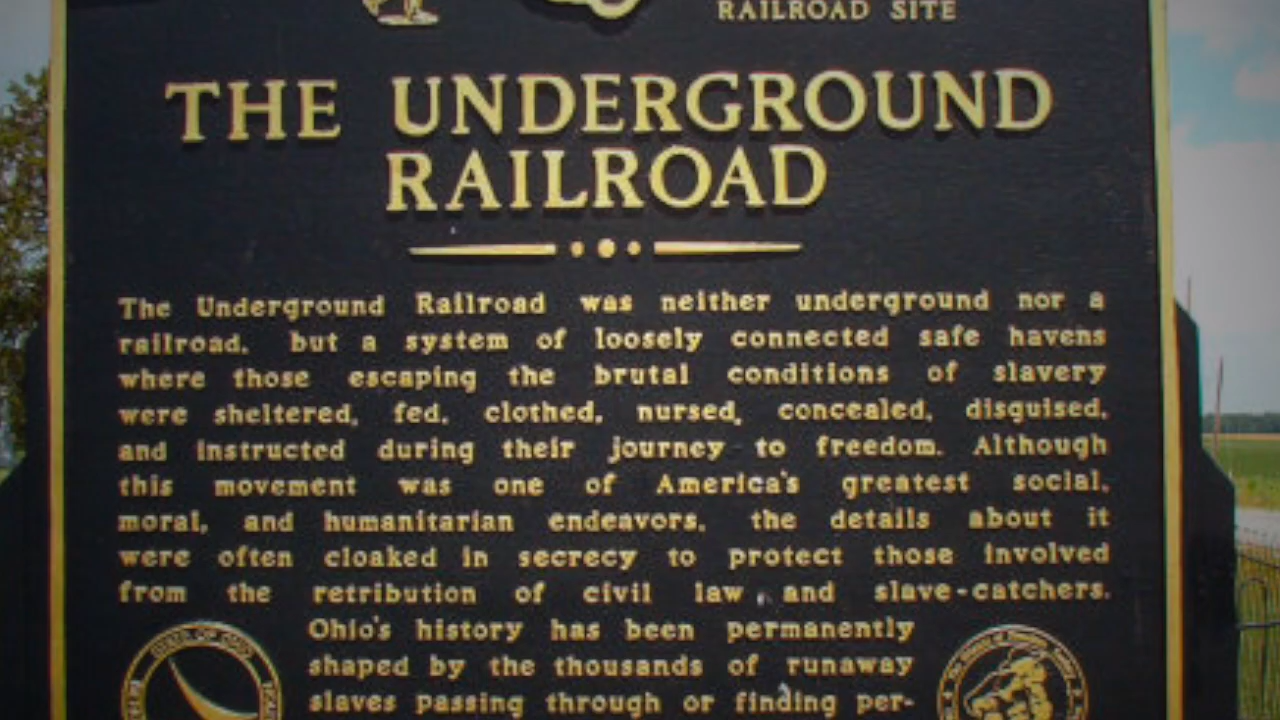 RAILROAD SITE
THE UNDERGROUND
RAILROAD
The Underground Railroad was neither underground nor a
railroad, but a system of loosely connected safe havens
where those escaping the brutal conditions of slavery
were sheltered, fed, clothed, nursed, concealed, disguised,
and instructed during their journey to freedom. Although
this movement was one of America's greatest social,
moral, and humanitarian endeavors, the details about it
were often cloaked in secrecy to protect those involved
from the retribution of civil law and slave-catchers.
Ohio's history has been permanently
shaped by the thousands of runaway
slaves passing through or finding per-